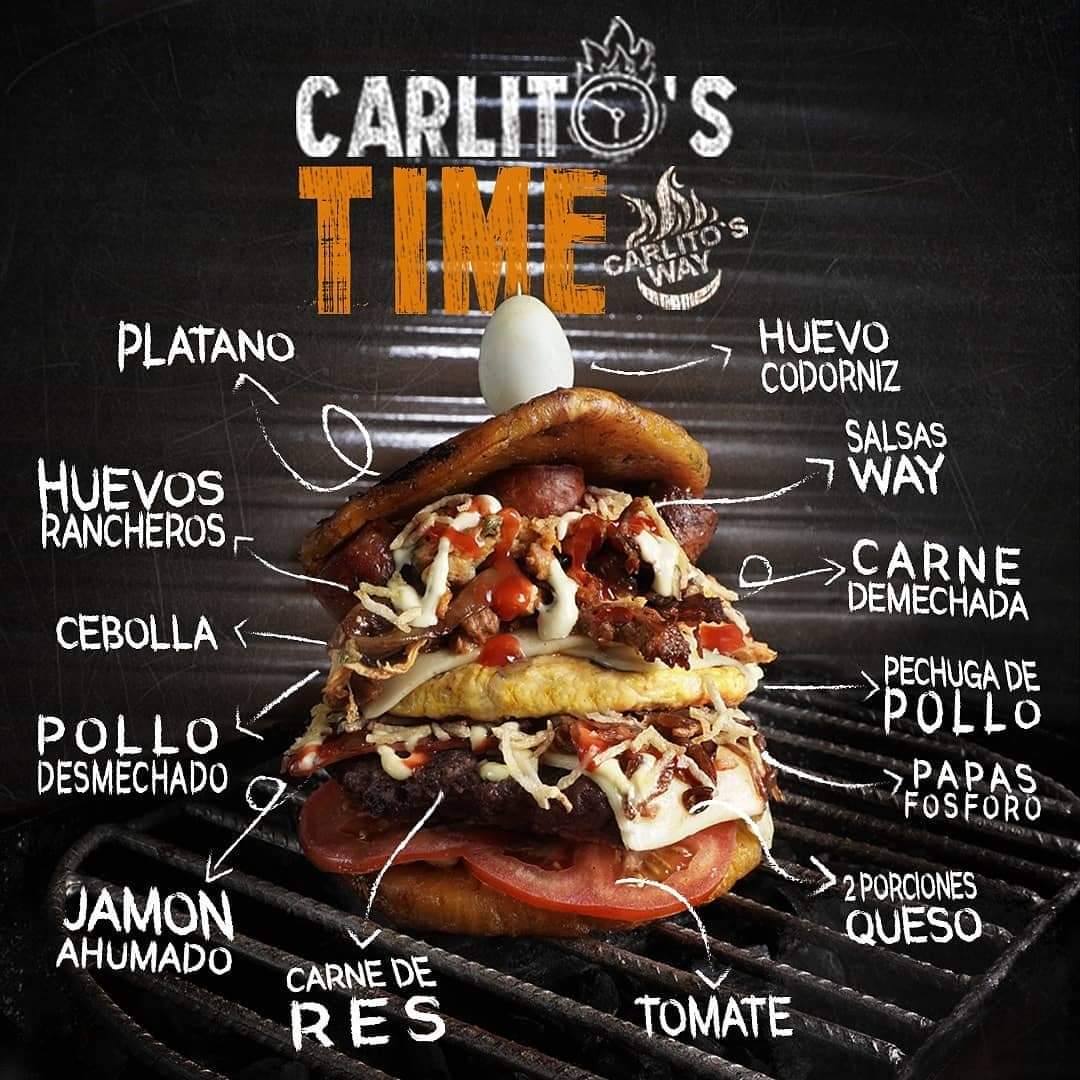 CARLITO'S
TIME
CARLITO'S
WAY
PLATANO
HUEVO
CODORNIZ
SALSAS
WAY
HUEVOS
RANCHEROS
CARNE
DEMECHADA
CEBOLLA
PECHUGA DE
POLLO
POLLO
DESMECHADO
PAPAS
FOSFORO
JAMON
AHUMADO
2 PORCIONES
QUESO
CARNE DE
RES
TOMATE